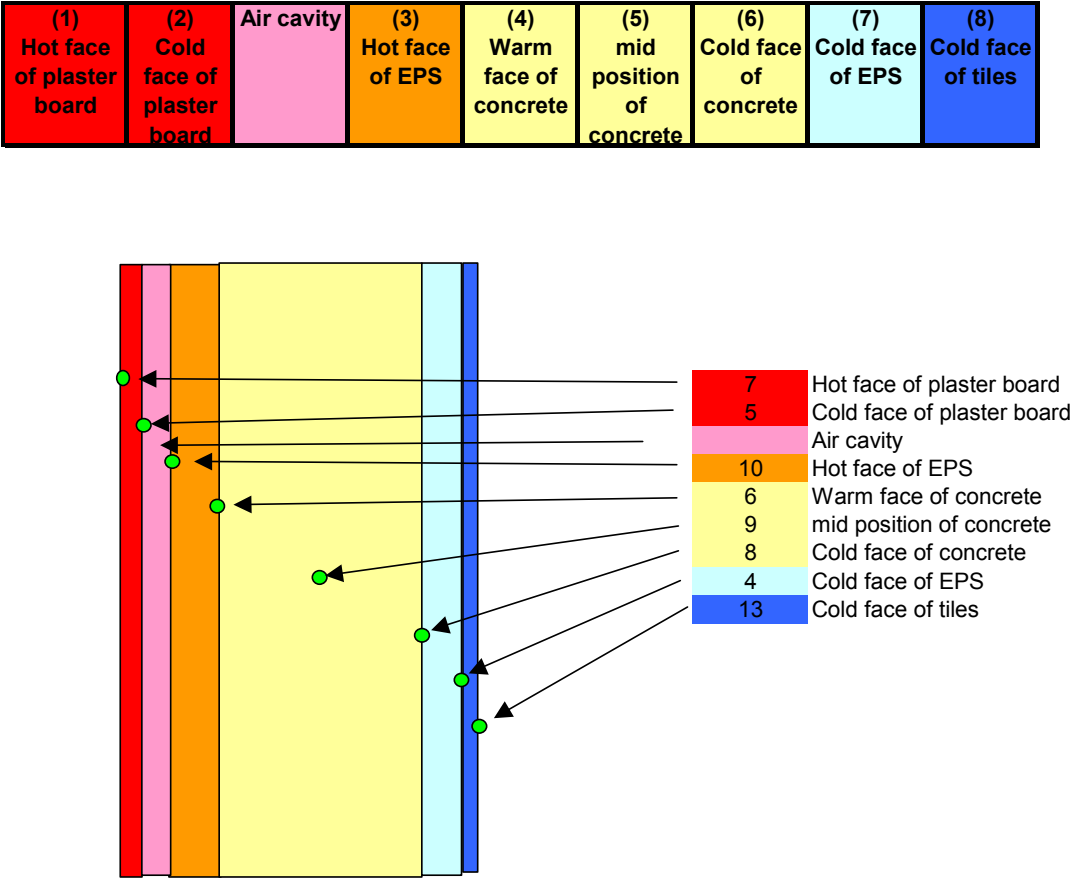 (1)
Hot face
of plaster
board
(2)
Cold
face of
plaster
board
Air cavity
(3)
Hot face
of EPS
(4)
Warm
face of
concrete
(5)
mid
position
of
concrete
(6)
Cold face
of
concrete
(7)
Cold face
of EPS
(8)
Cold face
of tiles
7 Hot face of plaster board
5 Cold face of plaster board
Air cavity
10 Hot face of EPS
6 Warm face of concrete
9 mid position of concrete
8 Cold face of concrete
4 Cold face of EPS
13 Cold face of tiles